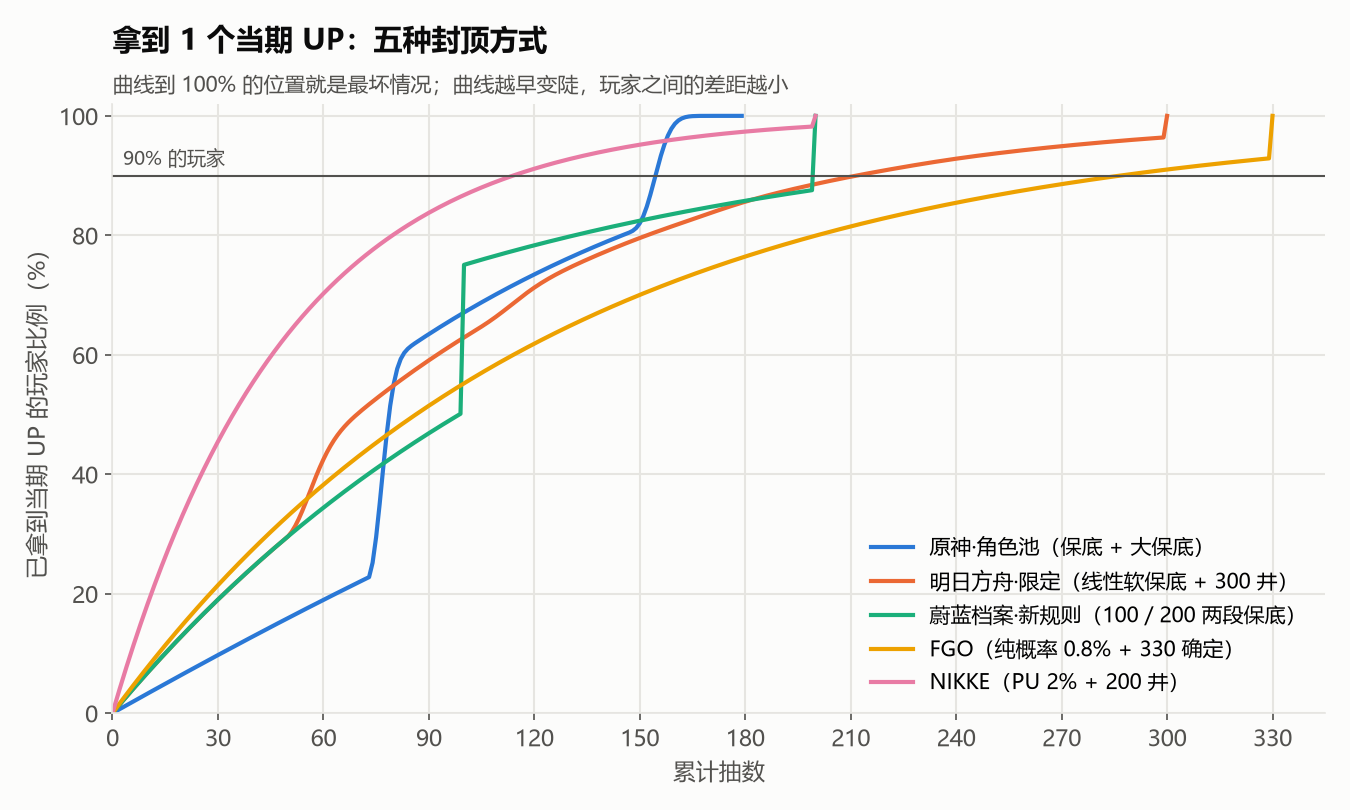 拿到 1 个当期 UP：五种封顶方式
曲线到 100% 的位置就是最坏情况；曲线越早变陡，玩家之间的差距越小
已拿到当期 UP 的玩家比例（%）
100
80
60
40
20
0
90% 的玩家
原神·角色池（保底 + 大保底）
明日方舟·限定（线性软保底 + 300 井）
蔚蓝档案·新规则（100 / 200 两段保底）
FGO（纯概率 0.8% + 330 确定）
NIKKE（PU 2% + 200 井）
0 30 60 90 120 150 180 210 240 270 300 330
累计抽数